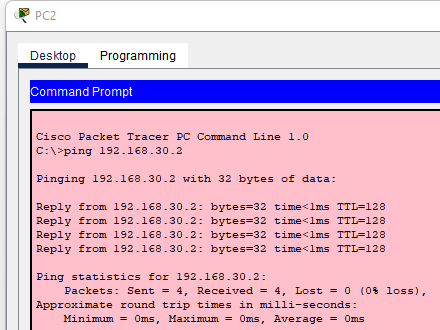 PC2
Desktop Programming
Command Prompt
Cisco Packet Tracer PC Command Line 1.0
C:\>ping 192.168.30.2
Pinging 192.168.30.2 with 32 bytes of data:
Reply from 192.168.30.2: bytes=32 time<1ms TTL=128
Reply from 192.168.30.2: bytes=32 time<1ms TTL=128
Reply from 192.168.30.2: bytes=32 time<1ms TTL=128
Reply from 192.168.30.2: bytes=32 time<1ms TTL=128
Ping statistics for 192.168.30.2:
Packets: Sent = 4, Received = 4, Lost = 0 (0% loss),
Approximate round trip times in milli-seconds:
Minimum = 0ms, Maximum = 0ms, Average = 0ms